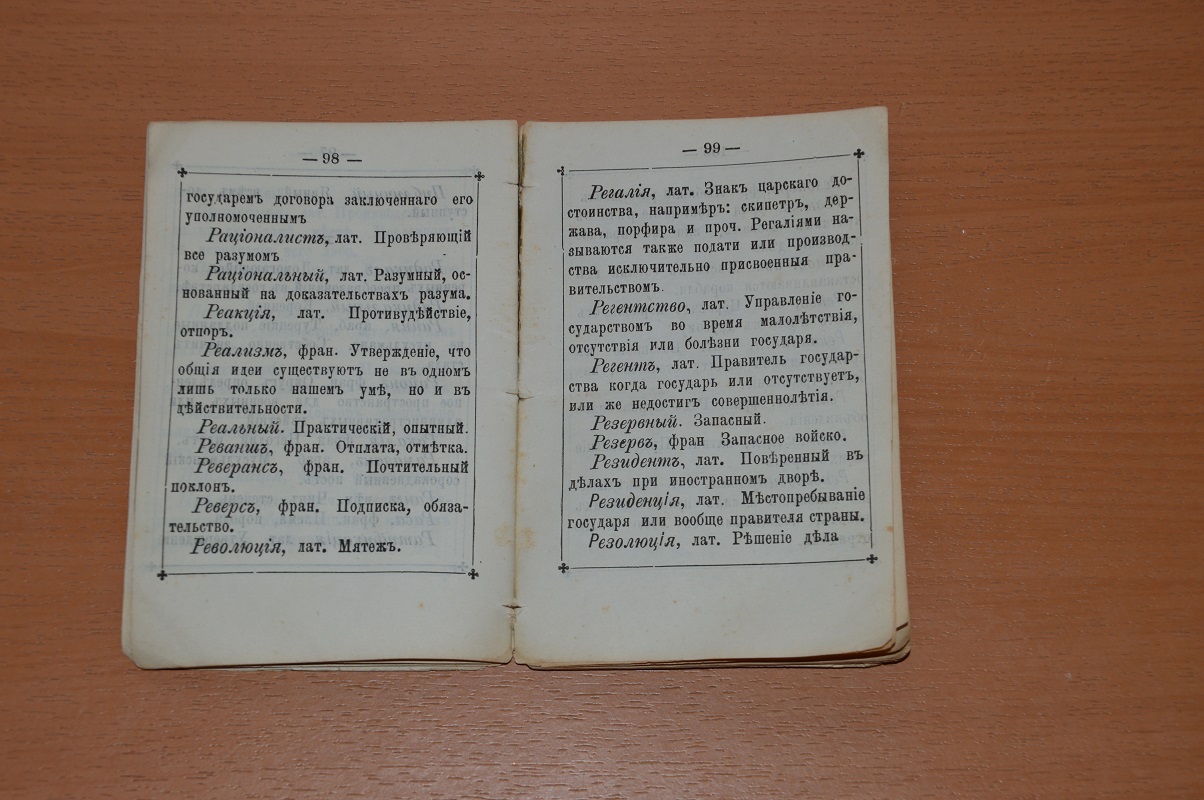 — 98 —
государемъ договора заключеннаго его
уполномоченнымъ
Раціоналистъ, лат. Провѣряющій
все разумомъ
Раціональный, лат. Разумный, ос-
нованный на доказательствахъ разума.
Реакція, лат. Противудѣйствіе,
отпоръ.
Реализмъ, фран. Утвержденіе, что
общія идеи существуютъ не въ одномъ
лишь только нашемъ умѣ, но и въ
дѣйствительности.
Реальный. Практическій, опытный.
Реваншъ, фран. Отплата, отмѣтка.
Реверансъ, фран. Почтительный
поклонъ.
Реверсъ, фран. Подписка, обяза-
тельство.
Революція, лат. Мятежъ.
— 99 —
Регалія, лат. Знакъ царскаго до-
стоинства, напримѣръ: скипетръ, дер-
жава, порфира и проч. Регаліями на-
зываются также подати или производ-
ства исключительно присвоенныя пра-
вительствомъ.
Регентство, лат. Управленіе го-
сударствомъ во время малолѣтствія,
отсутствія или болѣзни государя.
Регентъ, лат. Правитель государ-
ства когда государь или отсутствуетъ,
или же недостигъ совершеннолѣтія.
Резервный. Запасный.
Резервъ, фран Запасное войско.
Резидентъ, лат. Повѣренный въ
дѣлахъ при иностранномъ дворѣ.
Резиденція, лат. Мѣстопребываніе
государя или вообще правителя страны.
Резолюція, лат. Рѣшеніе дѣла